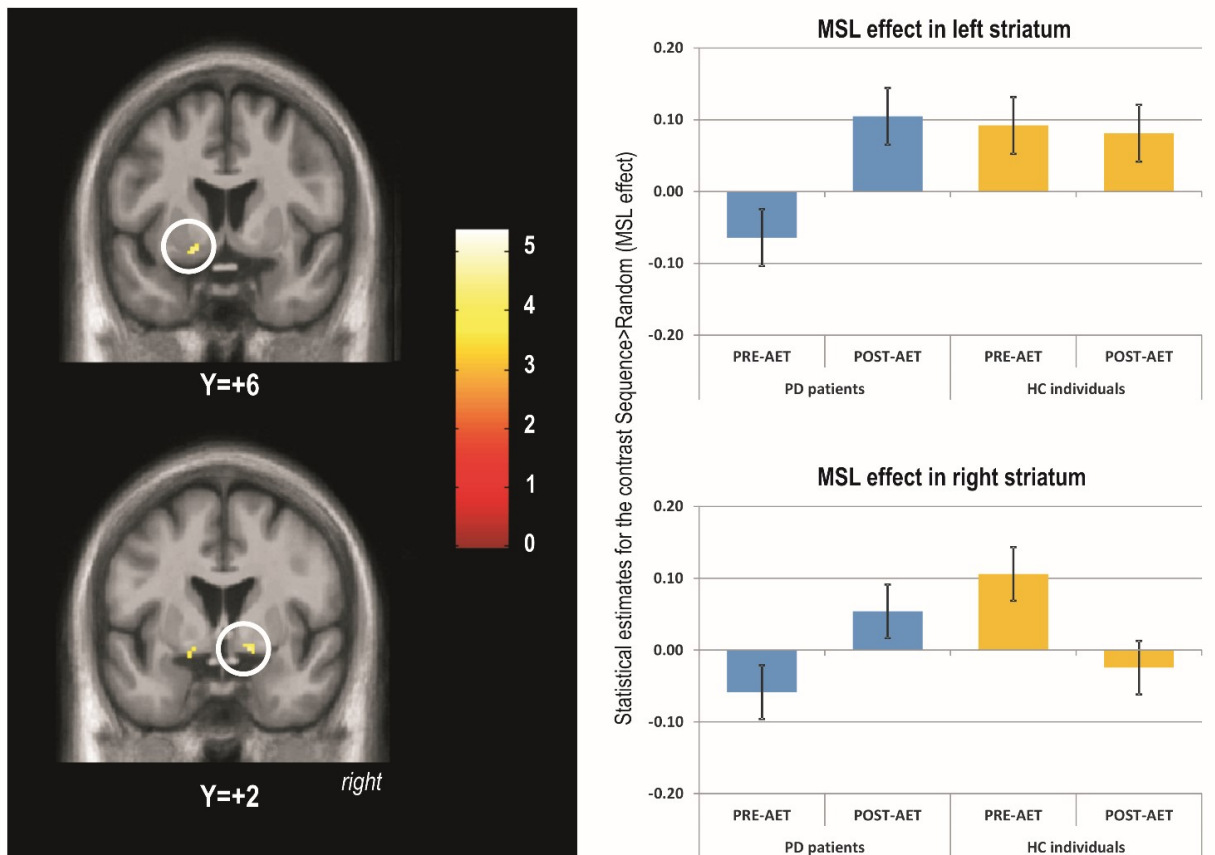 Y=+6
5
4
3
2
1
0
Y=+2
right
Statistical estimates for the contrast Sequence>Random (MSL effect)
MSL effect in left striatum
0.20
0.10
0.00
-0.10
-0.20
PRE-AET POST-AET PRE-AET POST-AET
PD patients HC individuals
MSL effect in right striatum
0.20
0.10
0.00
-0.10
-0.20
PRE-AET POST-AET PRE-AET POST-AET
PD patients HC individuals